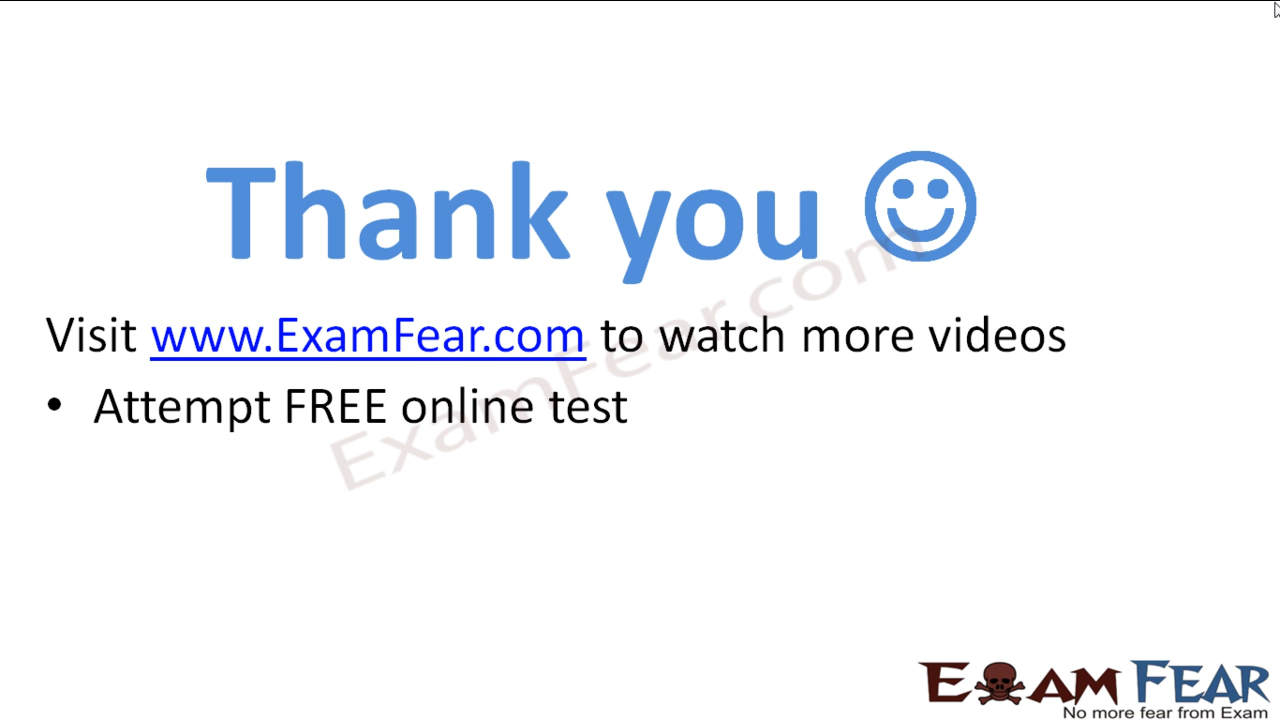 Thank you
Visit www.ExamFear.com to watch more videos
• Attempt FREE online test
ExamFear.com
EXAM FEAR
No more fear from Exam